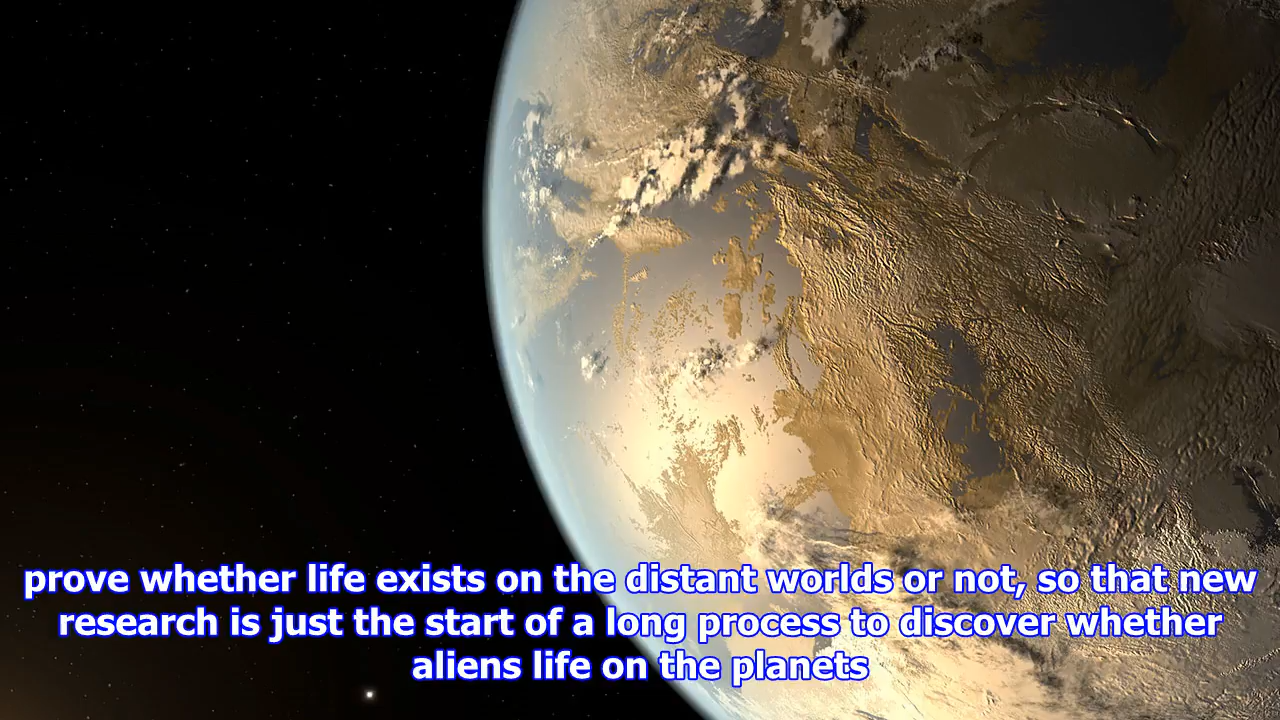 prove whether life exists on the distant worlds or not, so that new
research is just the start of a long process to discover whether
aliens life on the planets